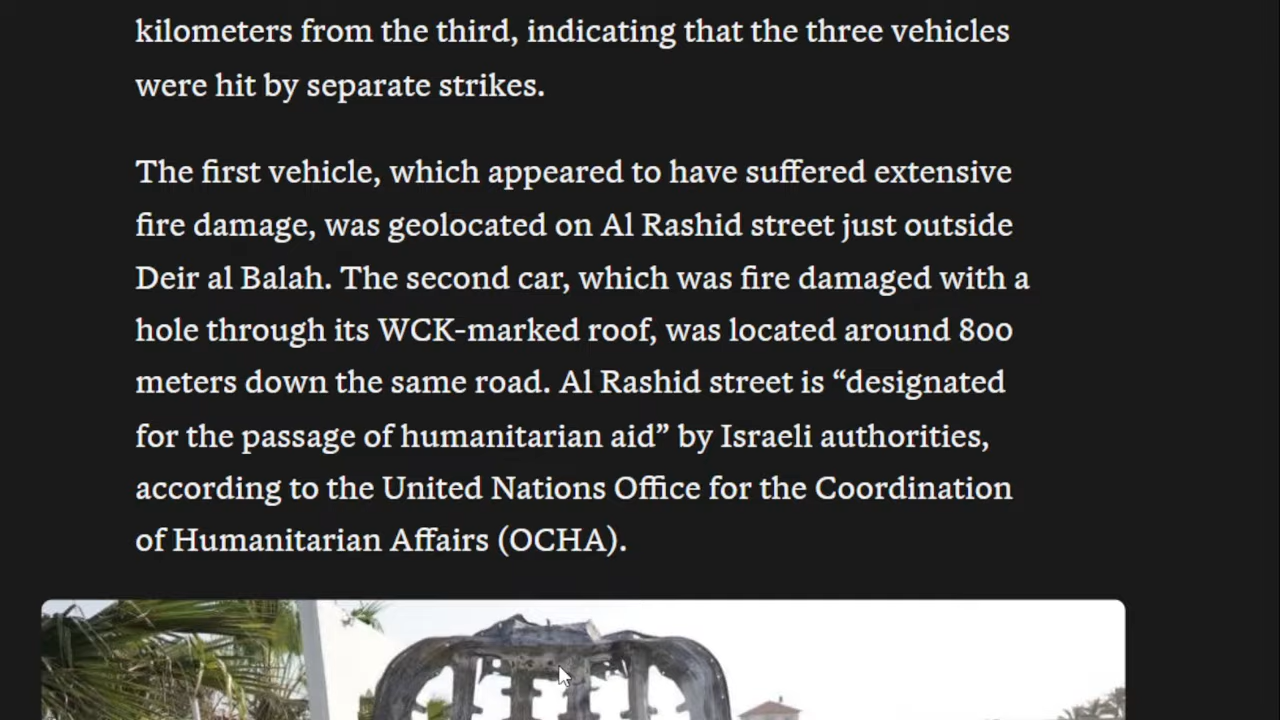 kilometers from the third, indicating that the three vehicles
were hit by separate strikes.
The first vehicle, which appeared to have suffered extensive
fire damage, was geolocated on Al Rashid street just outside
Deir al Balah. The second car, which was fire damaged with a
hole through its WCK-marked roof, was located around 800
meters down the same road. Al Rashid street is “designated
for the passage of humanitarian aid” by Israeli authorities,
according to the United Nations Office for the Coordination
of Humanitarian Affairs (OCHA).